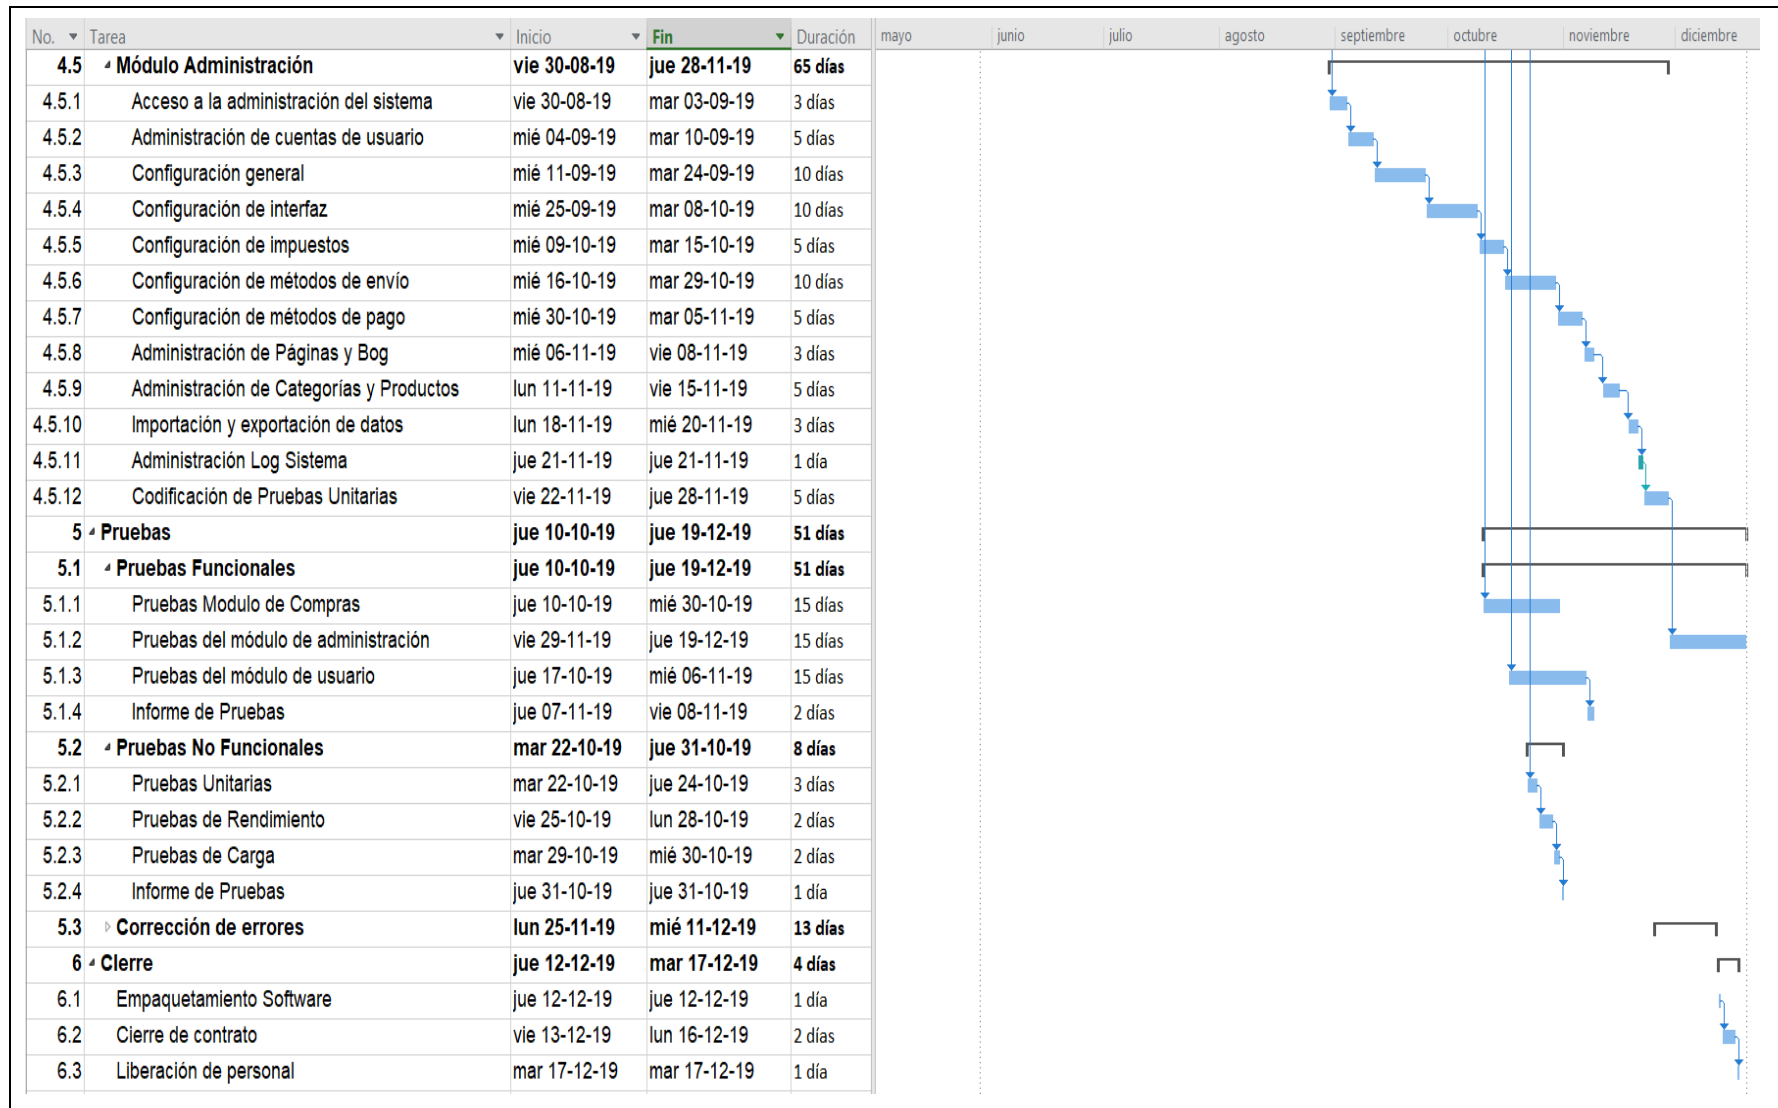 No. Tarea Inicio Fin Duración mayo junio julio agosto septiembre octubre noviembre diciembre
4.5 Módulo Administración vie 30-08-19 jue 28-11-19 65 días
4.5.1 Acceso a la administración del sistema vie 30-08-19 mar 03-09-19 3 días
4.5.2 Administración de cuentas de usuario mié 04-09-19 mar 10-09-19 5 días
4.5.3 Configuración general mié 11-09-19 mar 24-09-19 10 días
4.5.4 Configuración de interfaz mié 25-09-19 mar 08-10-19 10 días
4.5.5 Configuración de impuestos mié 09-10-19 mar 15-10-19 5 días
4.5.6 Configuración de métodos de envío mié 16-10-19 mar 29-10-19 10 días
4.5.7 Configuración de métodos de pago mié 30-10-19 mar 05-11-19 5 días
4.5.8 Administración de Páginas y Bog mié 06-11-19 vie 08-11-19 3 días
4.5.9 Administración de Categorías y Productos lun 11-11-19 vie 15-11-19 5 días
4.5.10 Importación y exportación de datos lun 18-11-19 mié 20-11-19 3 días
4.5.11 Administración Log Sistema jue 21-11-19 jue 21-11-19 1 día
4.5.12 Codificación de Pruebas Unitarias vie 22-11-19 jue 28-11-19 5 días
5 Pruebas jue 10-10-19 jue 19-12-19 51 días
5.1 Pruebas Funcionales jue 10-10-19 jue 19-12-19 51 días
5.1.1 Pruebas Modulo de Compras jue 10-10-19 mié 30-10-19 15 días
5.1.2 Pruebas del módulo de administración vie 29-11-19 jue 19-12-19 15 días
5.1.3 Pruebas del módulo de usuario jue 17-10-19 mié 06-11-19 15 días
5.1.4 Informe de Pruebas jue 07-11-19 vie 08-11-19 2 días
5.2 Pruebas No Funcionales mar 22-10-19 jue 31-10-19 8 días
5.2.1 Pruebas Unitarias mar 22-10-19 jue 24-10-19 3 días
5.2.2 Pruebas de Rendimiento vie 25-10-19 lun 28-10-19 2 días
5.2.3 Pruebas de Carga mar 29-10-19 mié 30-10-19 2 días
5.2.4 Informe de Pruebas jue 31-10-19 jue 31-10-19 1 día
5.3 Corrección de errores lun 25-11-19 mié 11-12-19 13 días
6 CIerre jue 12-12-19 mar 17-12-19 4 días
6.1 Empaquetamiento Software jue 12-12-19 jue 12-12-19 1 día
6.2 Cierre de contrato vie 13-12-19 lun 16-12-19 2 días
6.3 Liberación de personal mar 17-12-19 mar 17-12-19 1 día